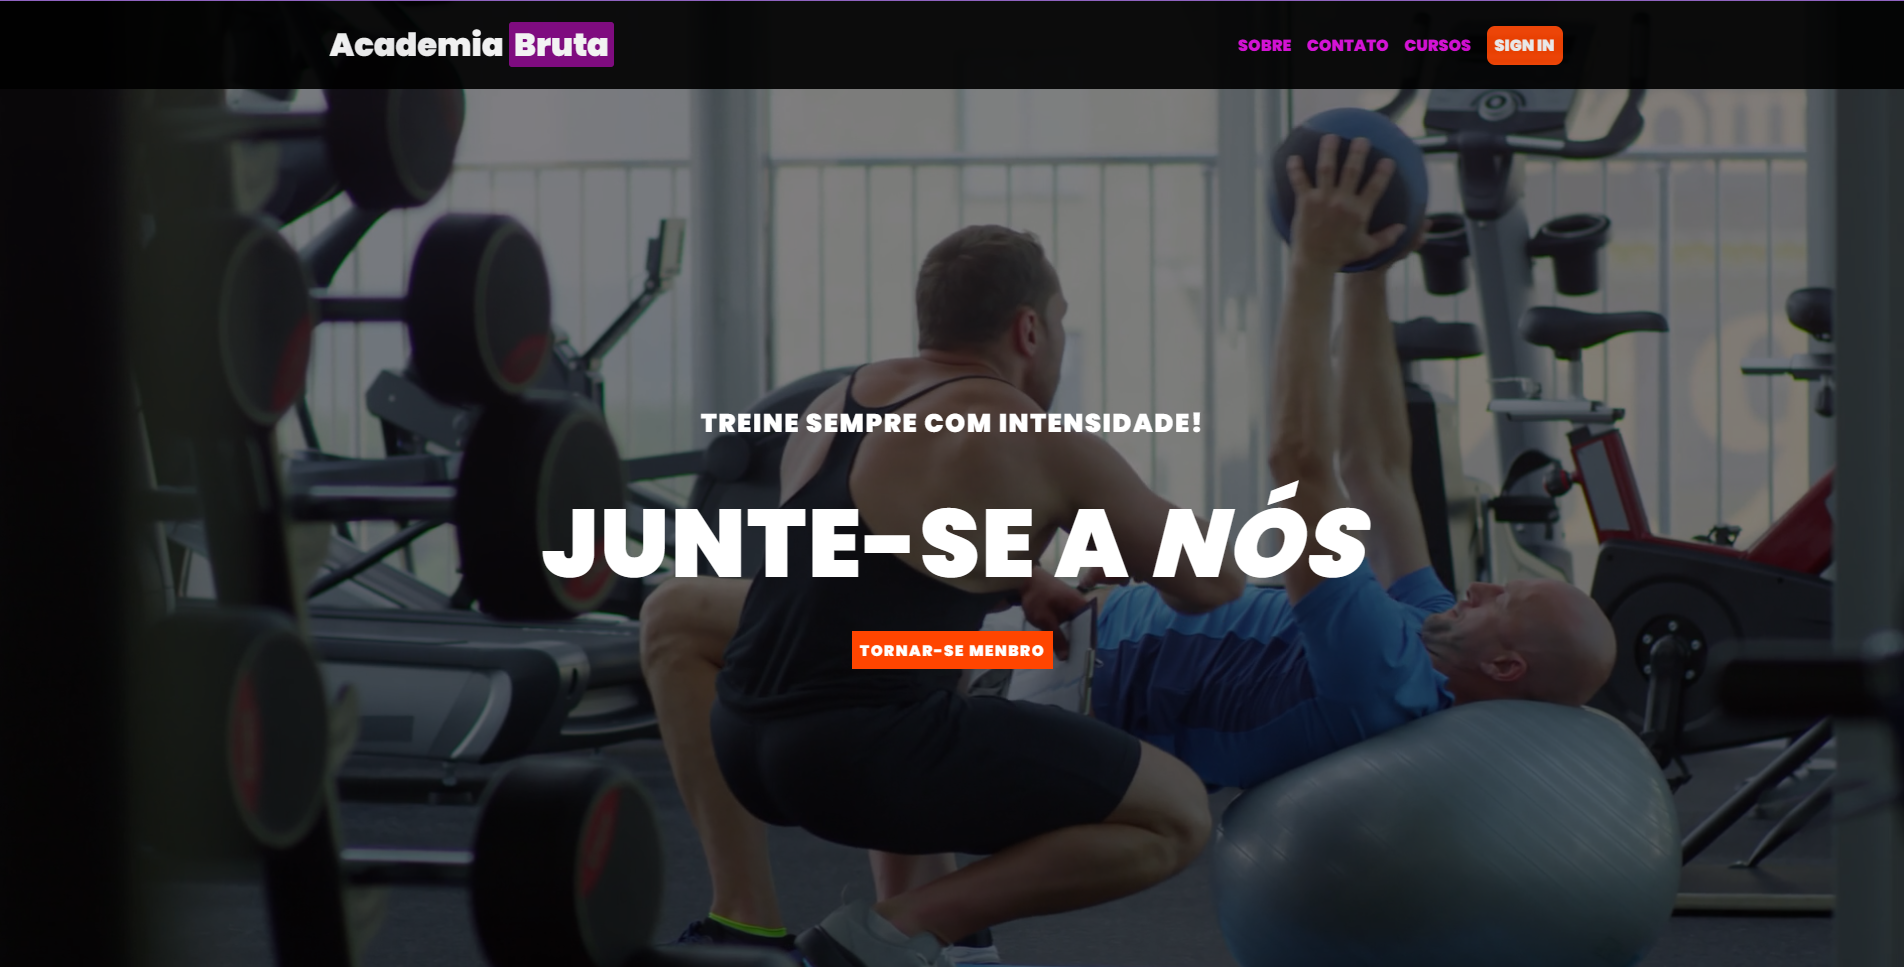 Academia Bruta
SOBRE CONTATO CURSOS SIGN IN
TREINE SEMPRE COM INTENSIDADE!
JUNTE-SE A NÓS
TORNAR-SE MENBRO